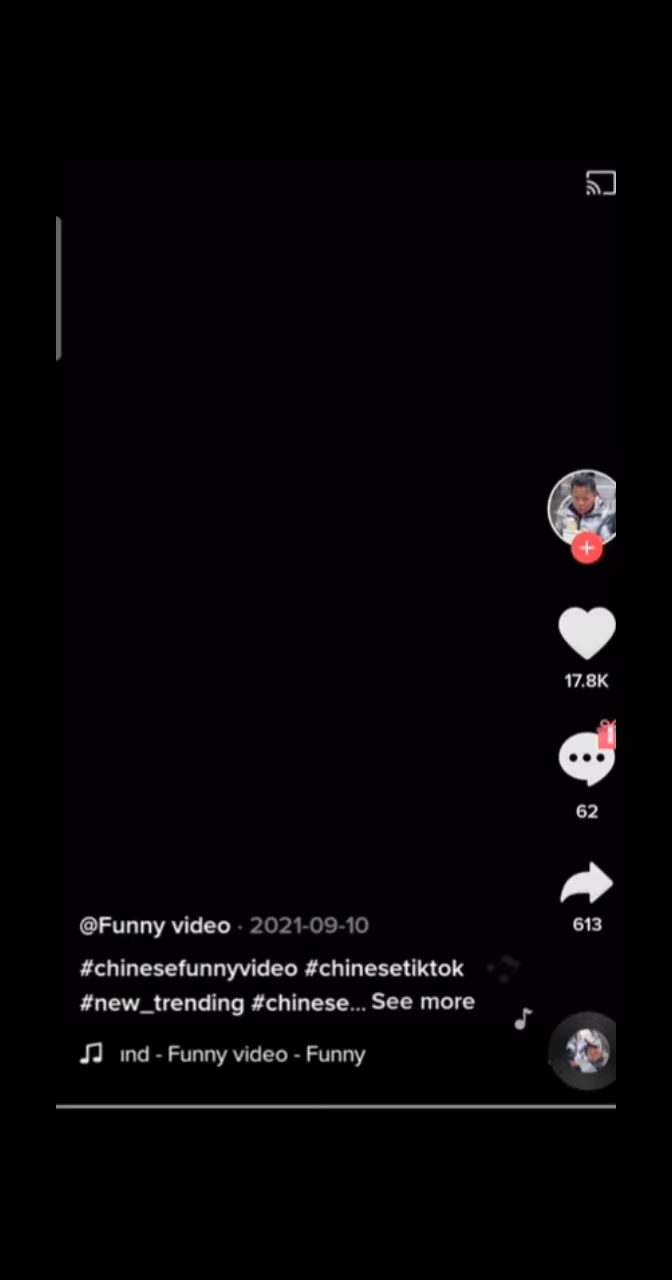 17.8K
62
613
@Funny video · 2021-09-10
#chinesefunnyvideo #chinesetiktok
#new_trending #chinese... See more
ınd - Funny video - Funny